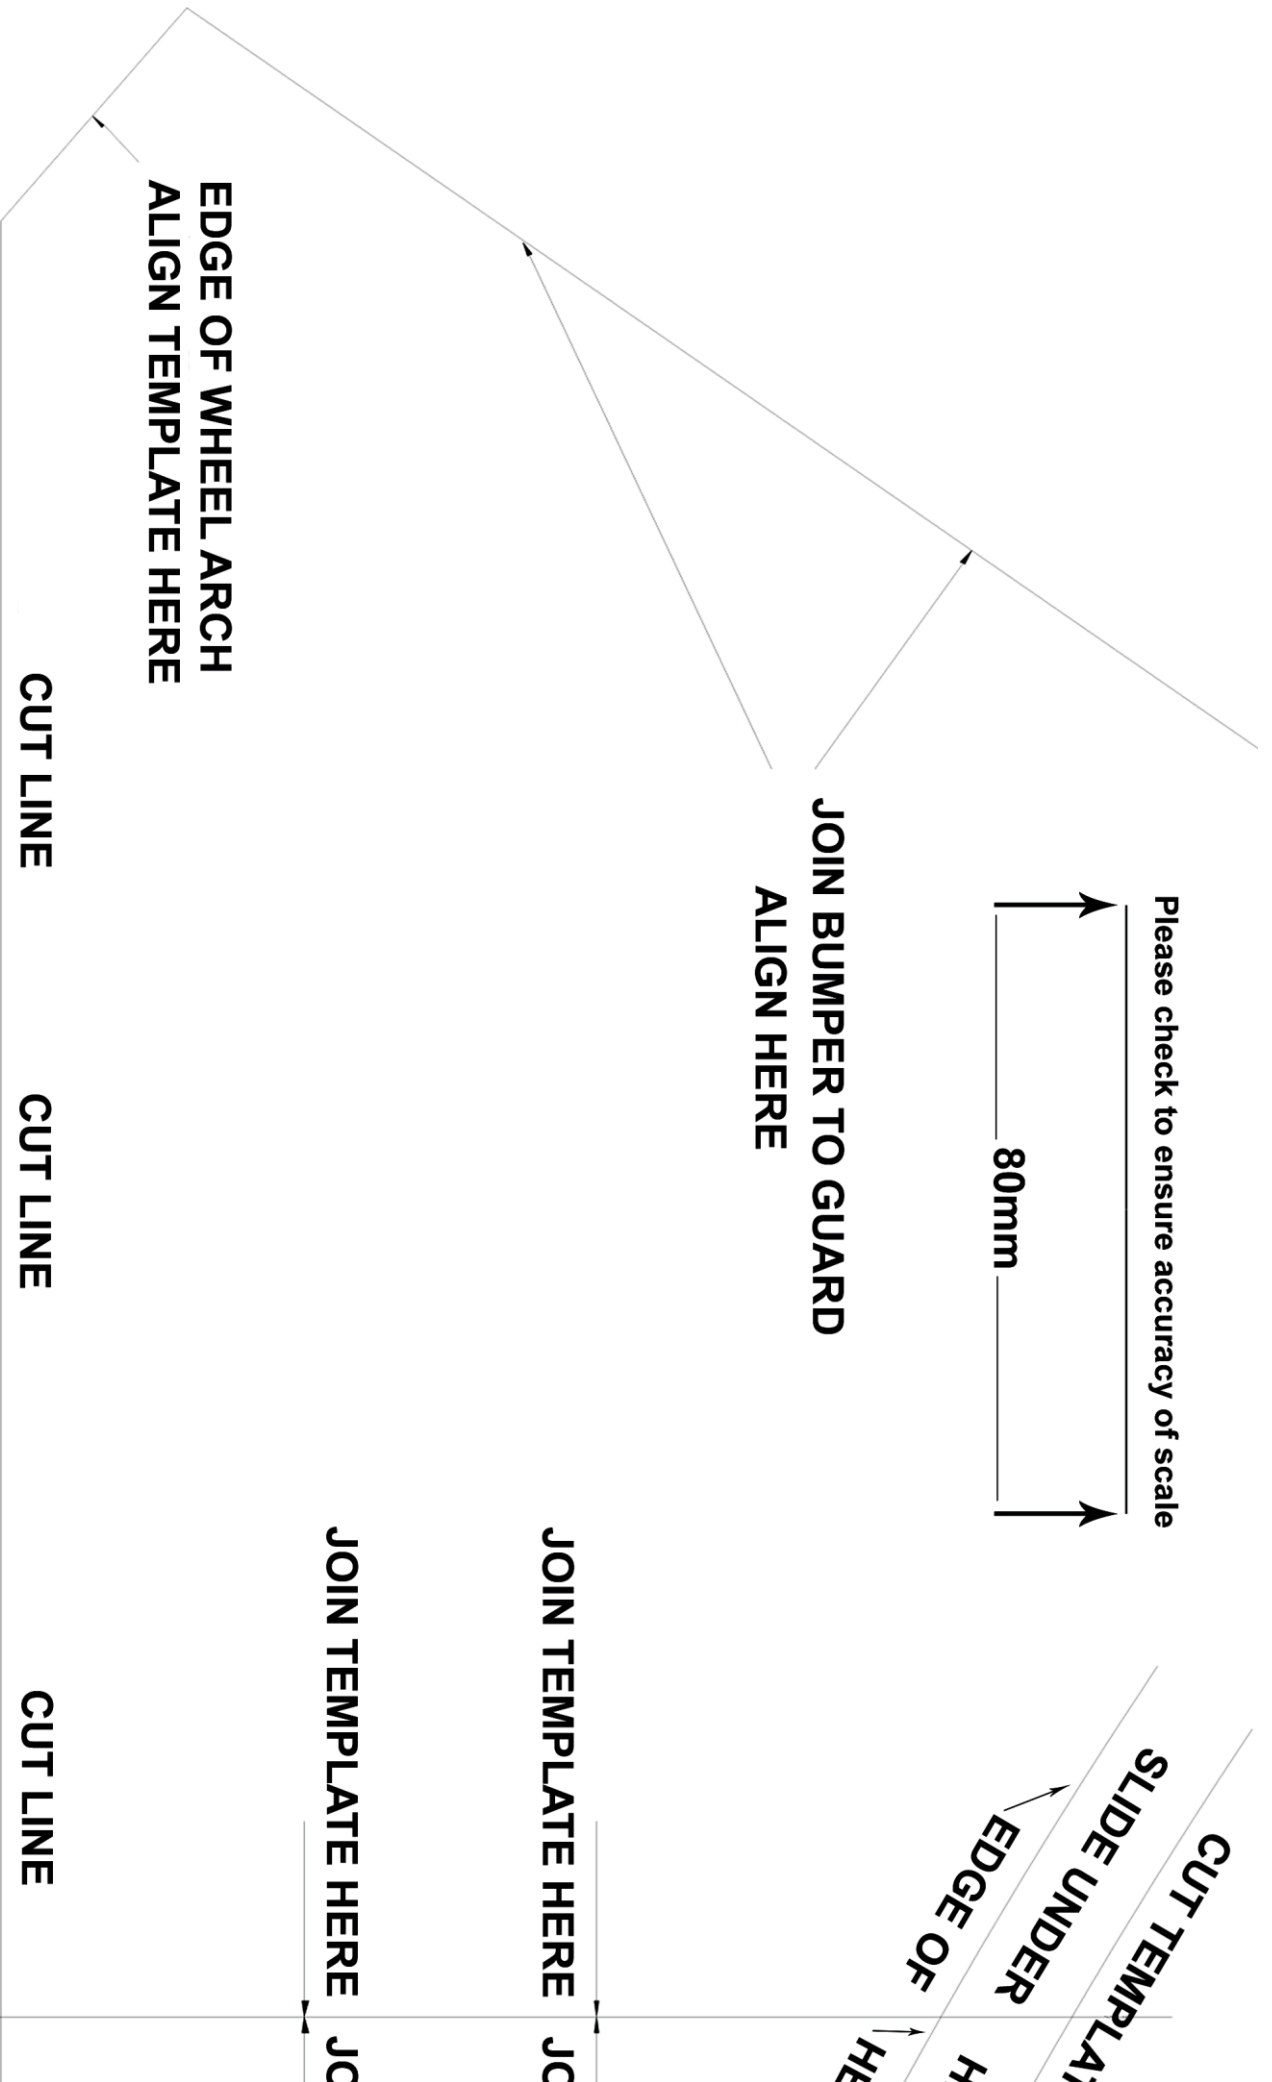 Please check to ensure accuracy of scale
80mm
JOIN BUMPER TO GUARD
ALIGN HERE
EDGE OF WHEEL ARCH
ALIGN TEMPLATE HERE
CUT LINE
CUT LINE
CUT LINE
JOIN TEMPLATE HERE
JOIN TEMPLATE HERE
SLIDE UNDER
EDGE OF
CUT